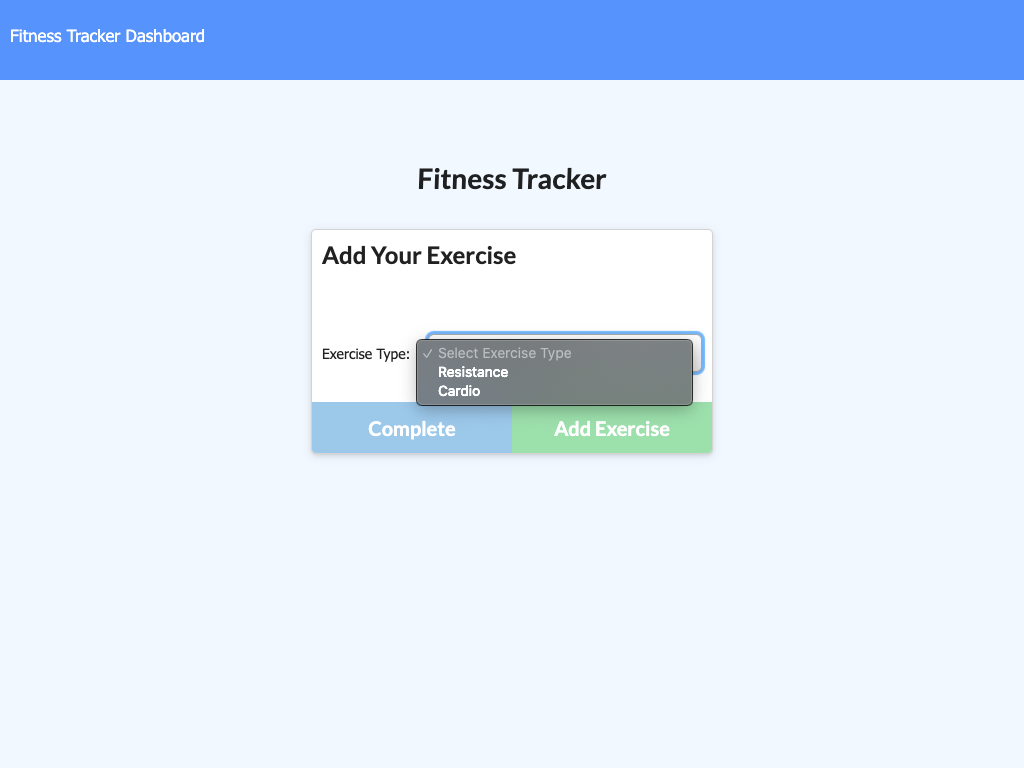 Fitness Tracker Dashboard
Fitness Tracker
Add Your Exercise
Exercise Type:
✓ Select Exercise Type
Resistance
Cardio
Complete
Add Exercise